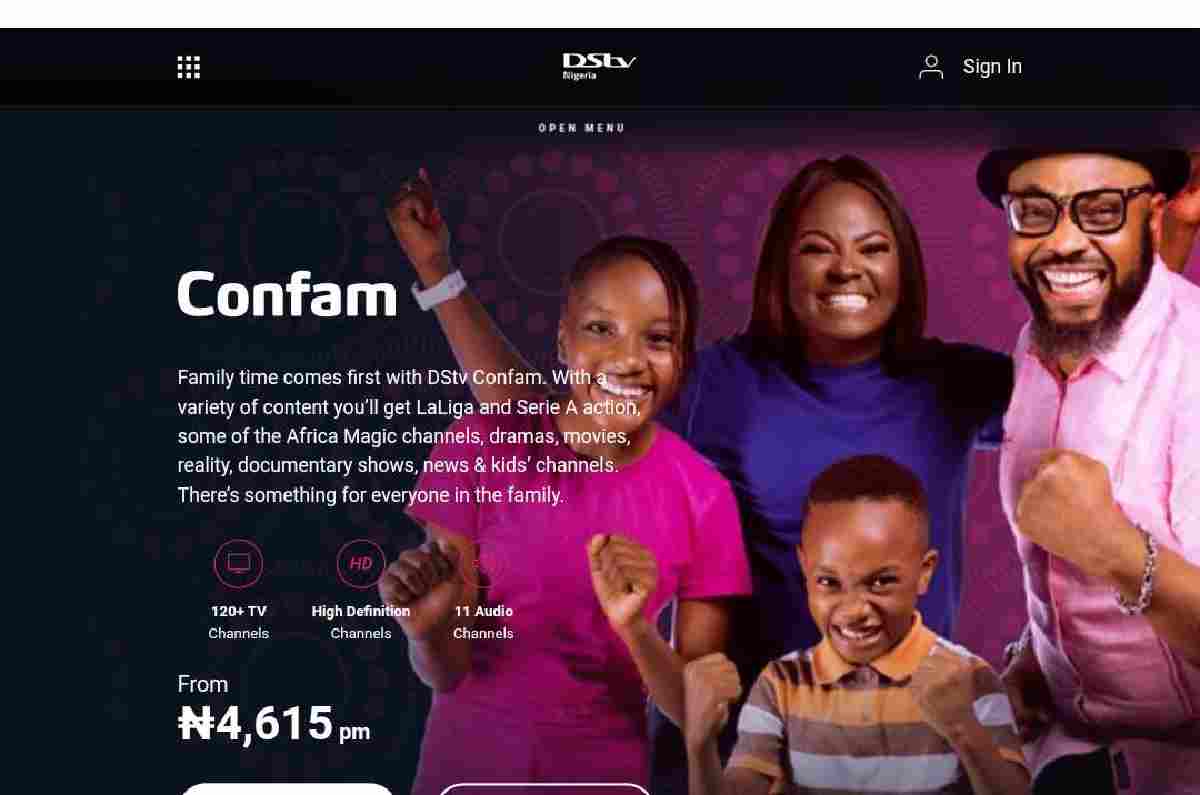 DStv
Nigeria
Sign In
OPEN MENU
Confam
Family time comes first with DStv Confam. With a
variety of content you'll get LaLiga and Serie A action,
some of the Africa Magic channels, dramas, movies,
reality, documentary shows, news & kids' channels.
There's something for everyone in the family.
HD
120+ TV
Channels
High Definition
Channels
11 Audio
Channels
From
₦4,615 pm